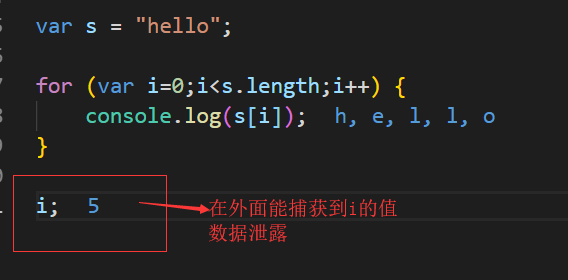 var s = "hello";
for (var i=0;i<s.length;i++) {
console.log(s[i]); h, e, l, l, o
}
i; 5
在外面能捕获到i的值
数据泄露